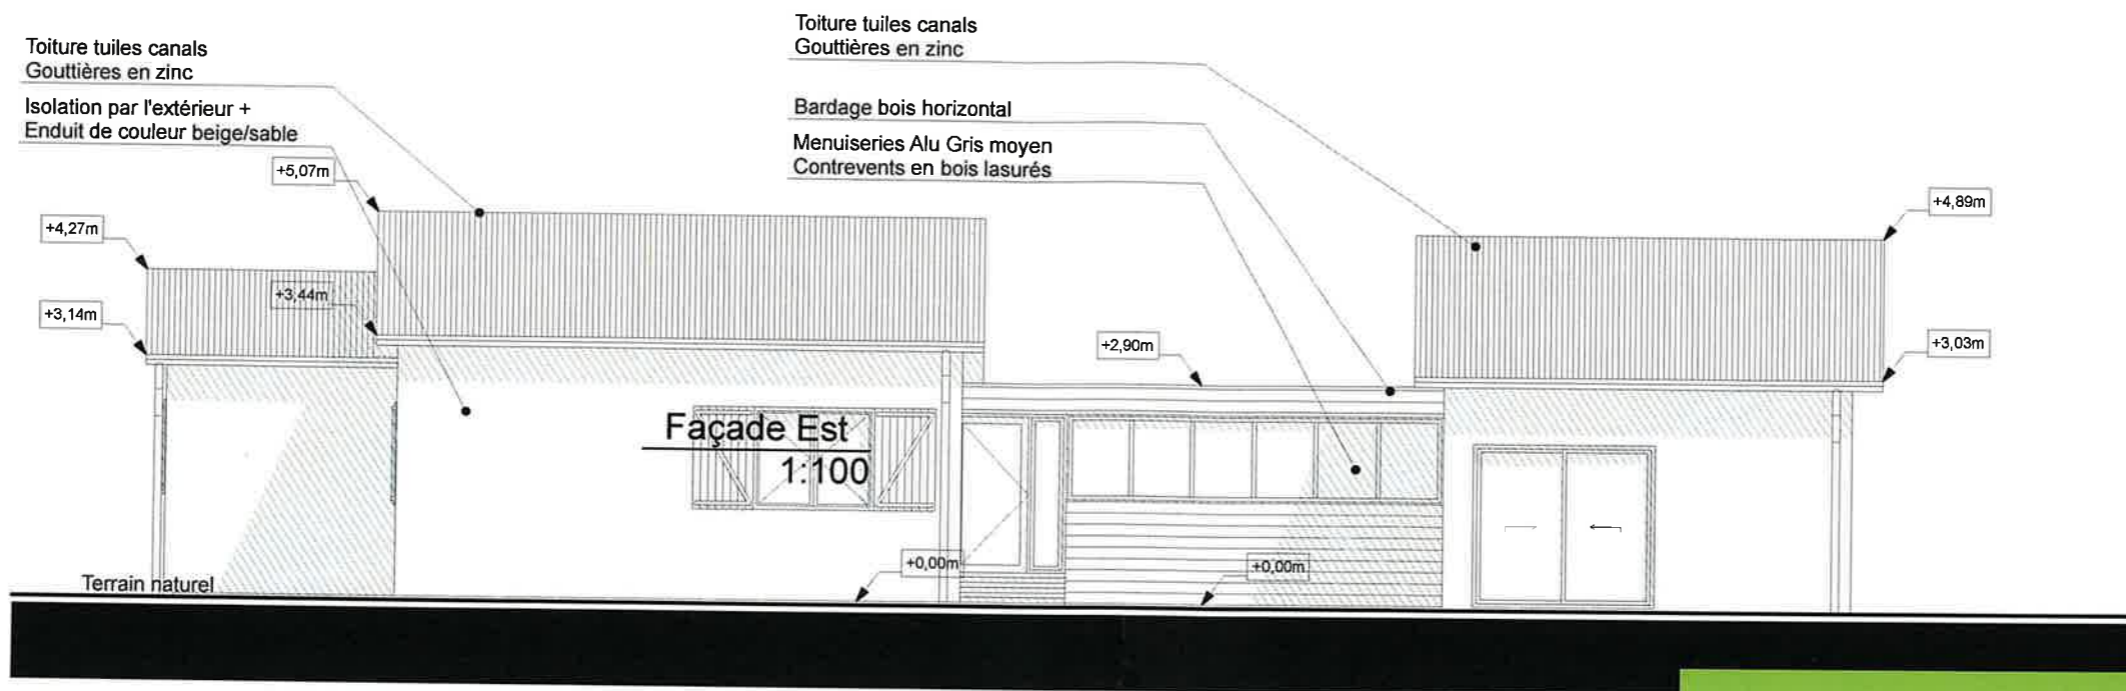 Toiture tuiles canals
Gouttières en zinc
Isolation par l'extérieur +
Enduit de couleur beige/sable
Toiture tuiles canals
Gouttières en zinc
Bardage bois horizontal
Menuiseries Alu Gris moyen
Contrevents en bois lasurés
+5,07m
+4,89m
+4,27m
+3,44m
+3,14m
+2,90m
+3,03m
Façade Est
1:100
+0,00m
+0,00m
Terrain naturel